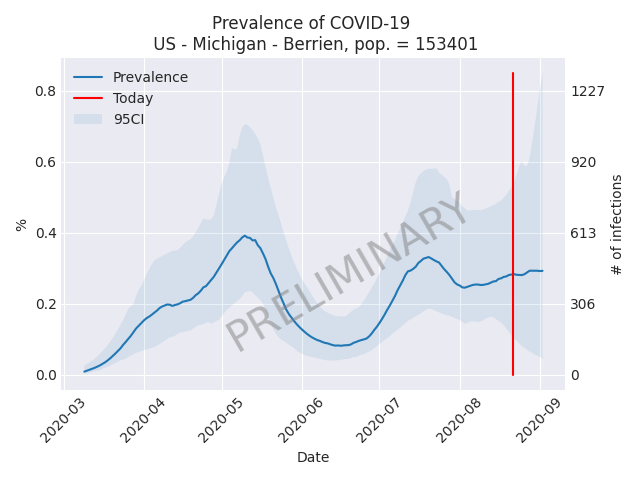 Prevalence of COVID-19
US - Michigan - Berrien, pop. = 153401
Prevalence
Today
95CI
PRELIMINARY
%
0.8
0.6
0.4
0.2
0.0
1227
920
613
306
0
# of infections
2020-03
2020-04
2020-05
2020-06
2020-07
2020-08
2020-09
Date